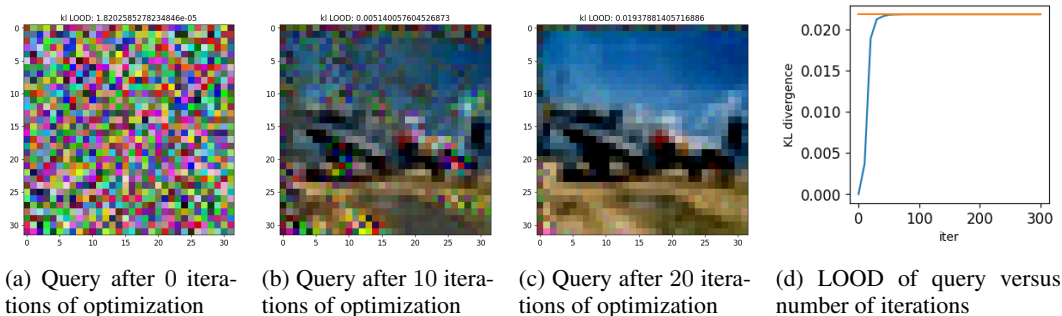 kl LOOD: 1.8202585278234846e-05
0
5
10
15
20
25
30
0 5 10 15 20 25 30
kl LOOD: 0.005140057604526873
0
5
10
15
20
25
30
0 5 10 15 20 25 30
kl LOOD: 0.01937881405716886
0
5
10
15
20
25
30
0 5 10 15 20 25 30
KL divergence
0.020
0.015
0.010
0.005
0.000
0 100 200 300
iter
(a) Query after 0 itera-
tions of optimization
(b) Query after 10 itera-
tions of optimization
(c) Query after 20 itera-
tions of optimization
(d) LOOD of query versus
number of iterations